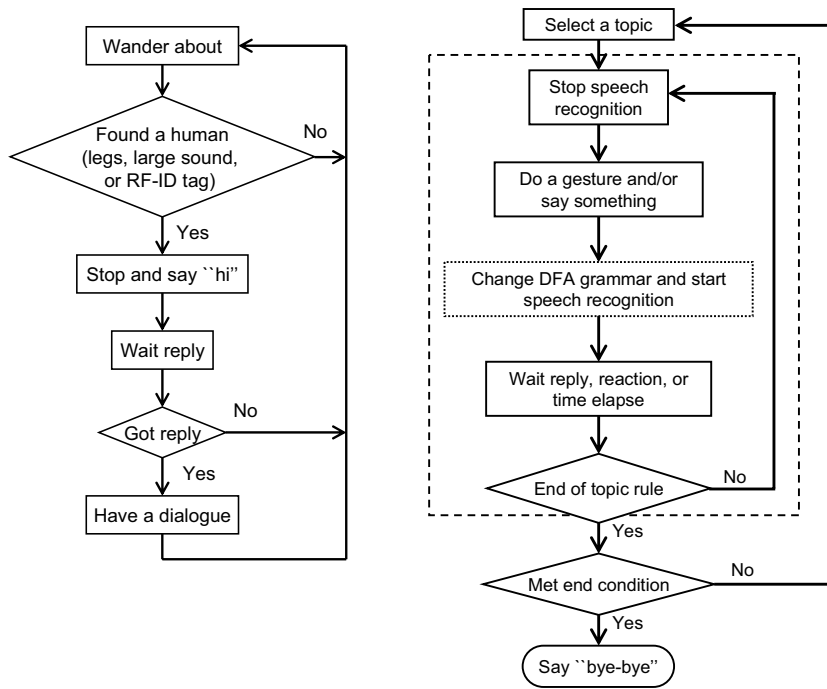 Wander about
Found a human
(legs, large sound,
or RF-ID tag)
No
Yes
Stop and say ``hi''
Wait reply
Got reply
No
Yes
Have a dialogue
Select a topic
Stop speech
recognition
Do a gesture and/or
say something
Change DFA grammar and start
speech recognition
Wait reply, reaction, or
time elapse
End of topic rule
No
Yes
Met end condition
No
Yes
Say ``bye-bye''